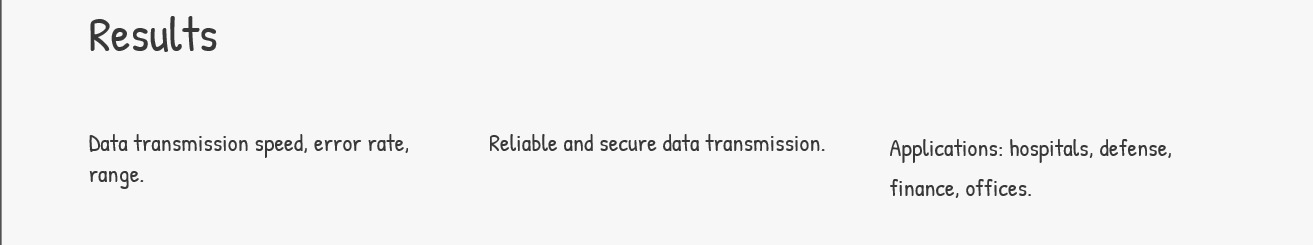 Results
Data transmission speed, error rate,
range.
Reliable and secure data transmission.
Applications: hospitals, defense,
finance, offices.